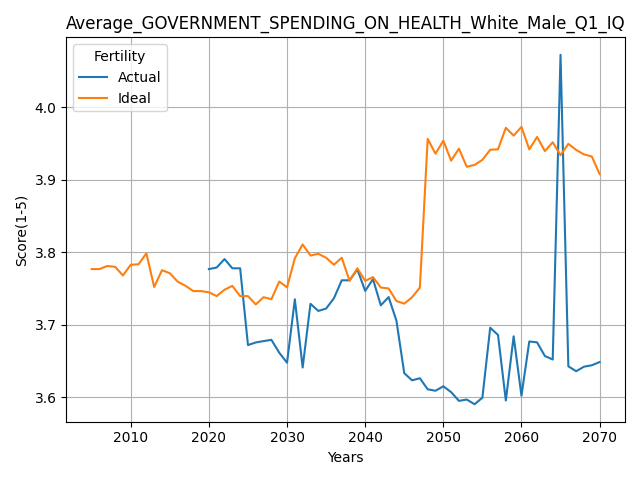 Average_GOVERNMENT_SPENDING_ON_HEALTH_White_Male_Q1_IQ
Fertility
Actual
Ideal
4.0
3.9
3.8
3.7
3.6
Score(1-5)
2010 2020 2030 2040 2050 2060 2070
Years